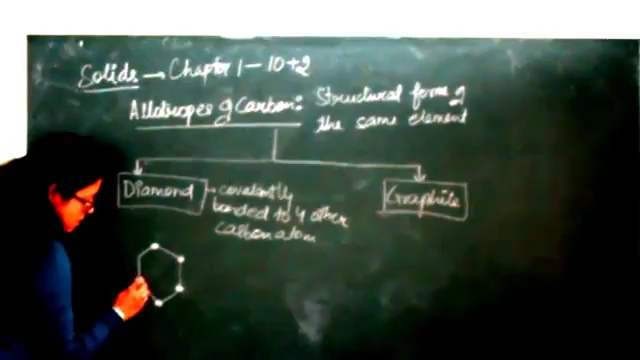 Solids → Chapter 1 - 10+2
Allotropes of Carbon: Structural forms of
the same element
Diamond → covalently
bonded to 4 other
carbon atom
Graphite